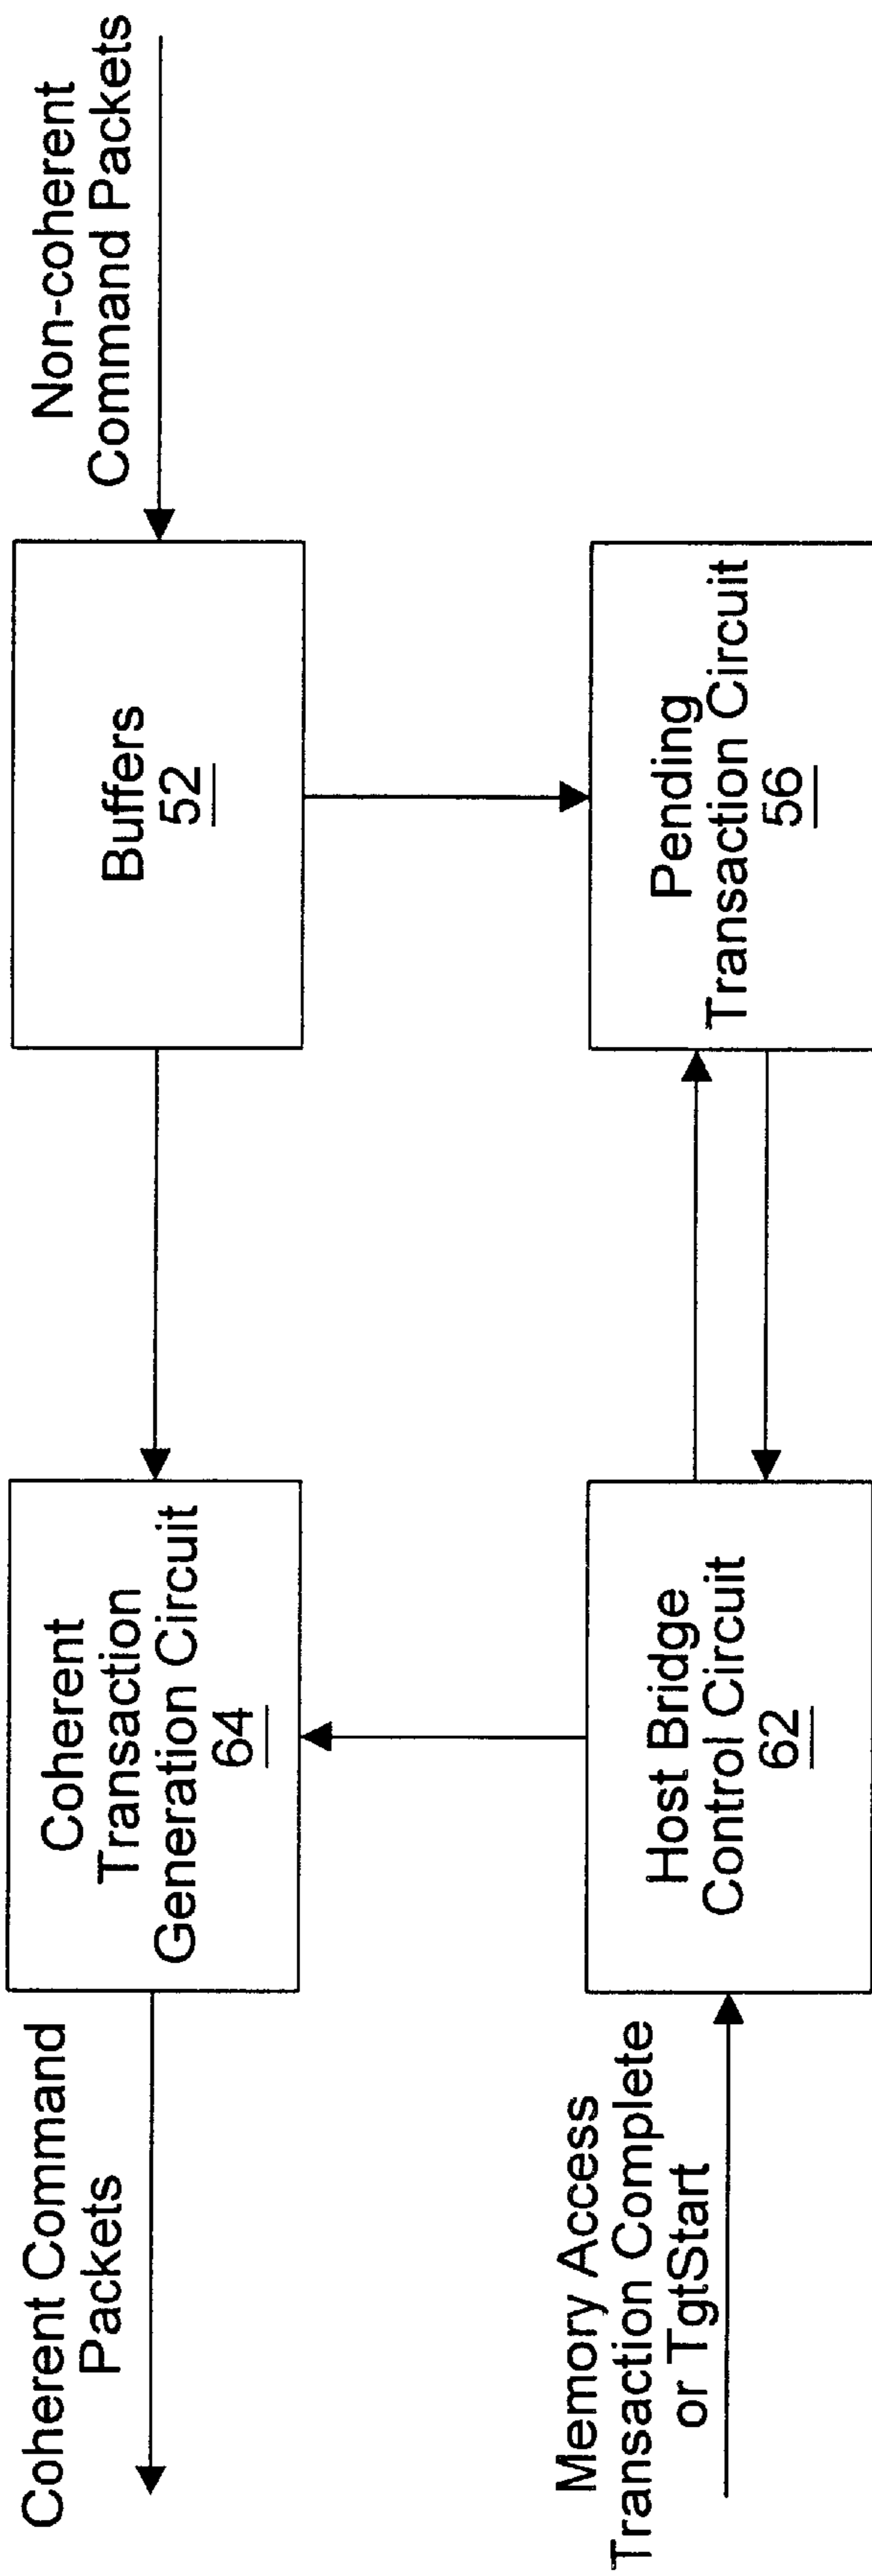 Coherent Command
Packets
Coherent
Transaction
Generation Circuit
64
Buffers
52
Non-coherent
Command Packets
Memory Access
Transaction Complete
or TgtStart
Host Bridge
Control Circuit
62
Pending
Transaction Circuit
56